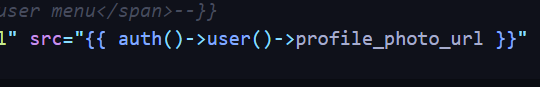 user menu</span>--}}
" src="{{ auth()->user()->profile_photo_url }}"